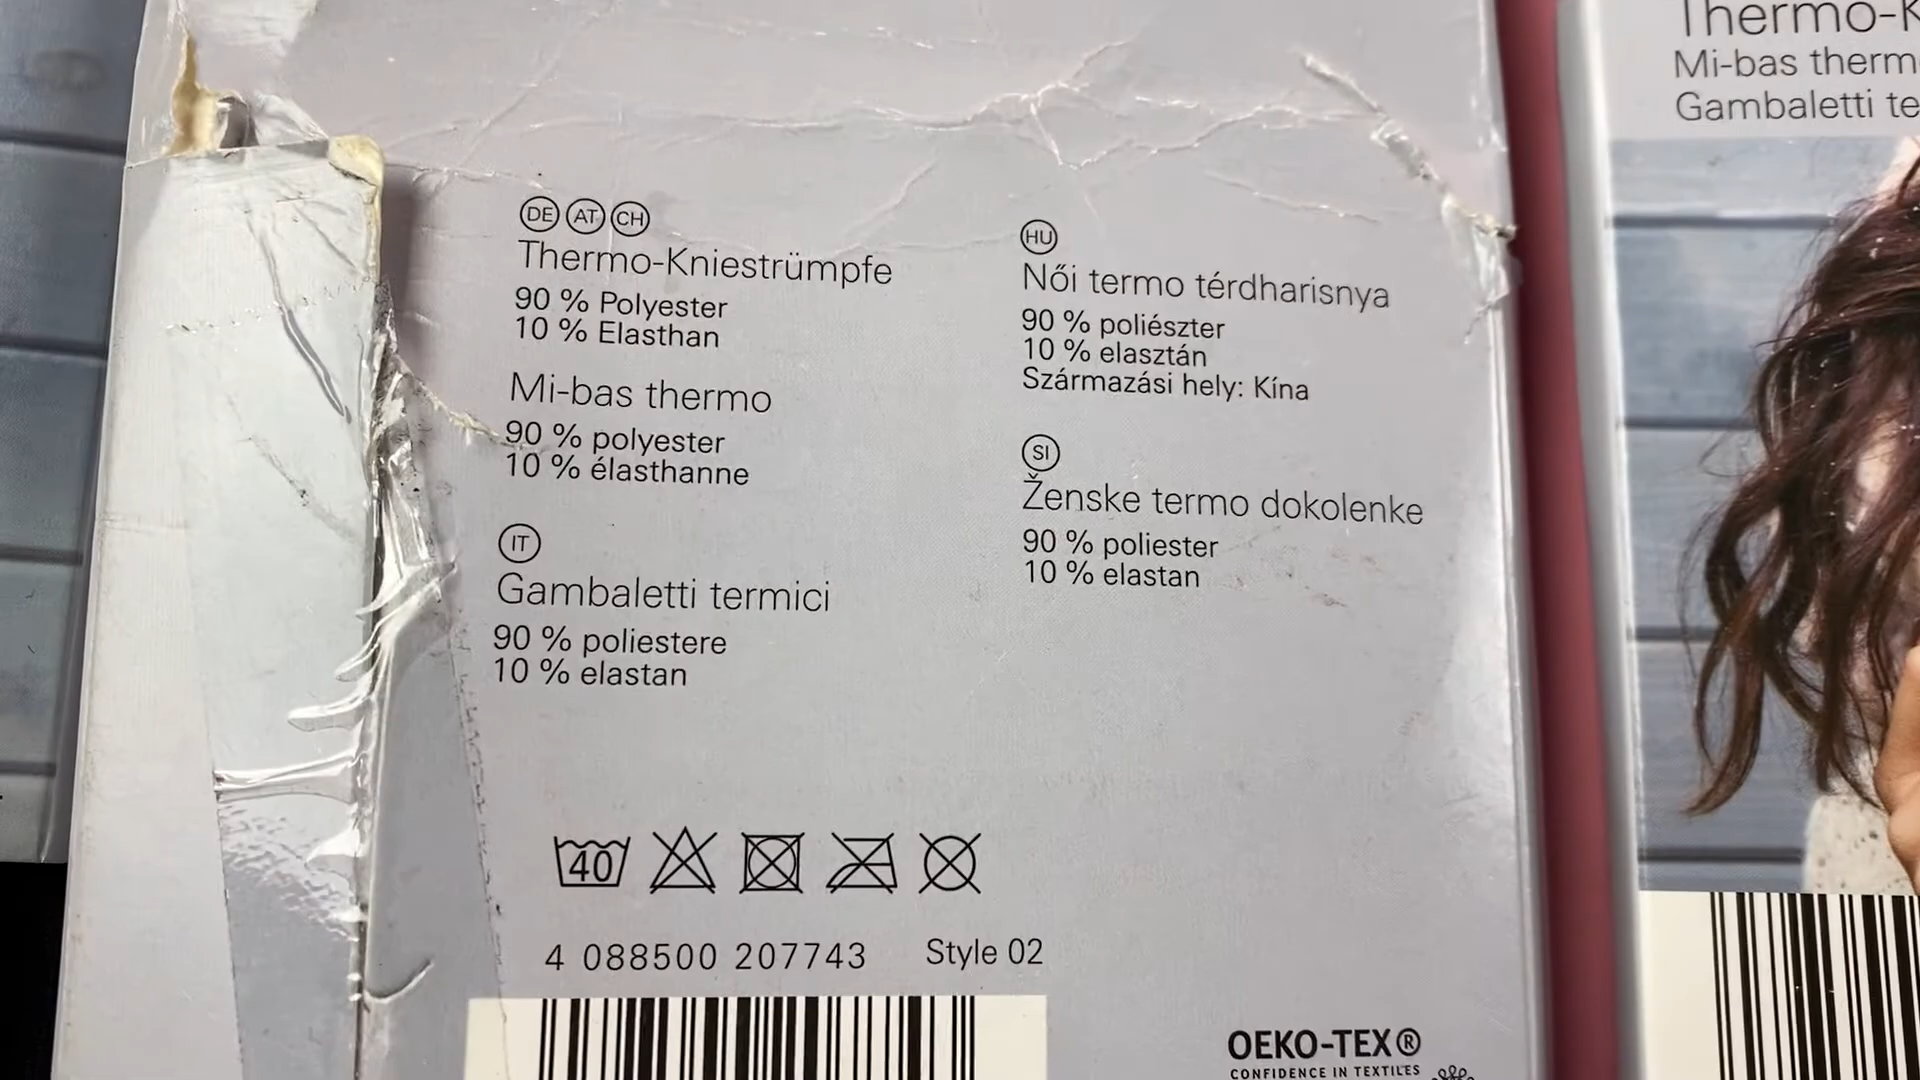 DE AT CH
Thermo-Kniestrümpfe
90 % Polyester
10 % Elasthan
Mi-bas thermo
90 % polyester
10 % élasthanne
IT
Gambaletti termici
90 % poliestere
10 % elastan
HU
Női termo térdharisnya
90 % poliészter
10 % elasztán
Származási hely: Kína
SI
Ženske termo dokolenke
90 % poliester
10 % elastan
40
4 088500 207743 Style 02
OEKO-TEX®
CONFIDENCE IN TEXTILES
Thermo-K
Mi-bas therm
Gambaletti te